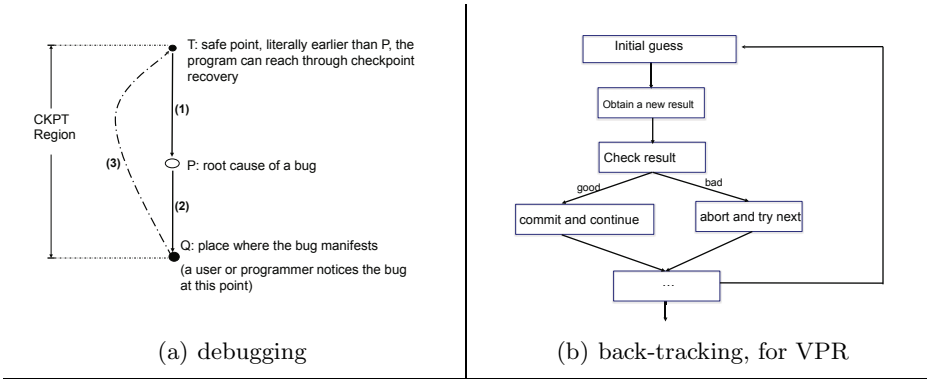 T: safe point, literally earlier than P, the
program can reach through checkpoint
recovery
(1)
CKPT
Region
(3)
P: root cause of a bug
(2)
Q: place where the bug manifests
(a user or programmer notices the bug
at this point)
(a) debugging
Initial guess
Obtain a new result
Check result
good
bad
commit and continue
abort and try next
...
(b) back-tracking, for VPR